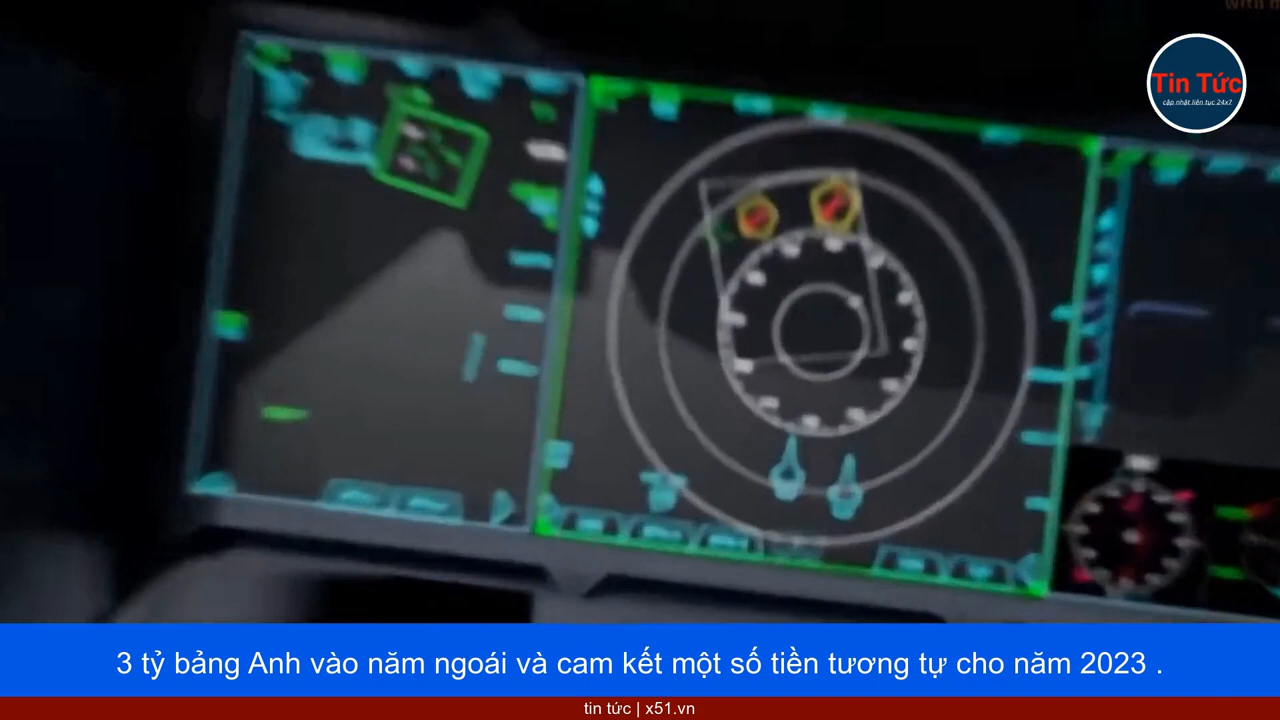 Tin Tức
cập nhật liên tục 24x7
3 tỷ bảng Anh vào năm ngoái và cam kết một số tiền tương tự cho năm 2023 .
tin tức | x51.vn